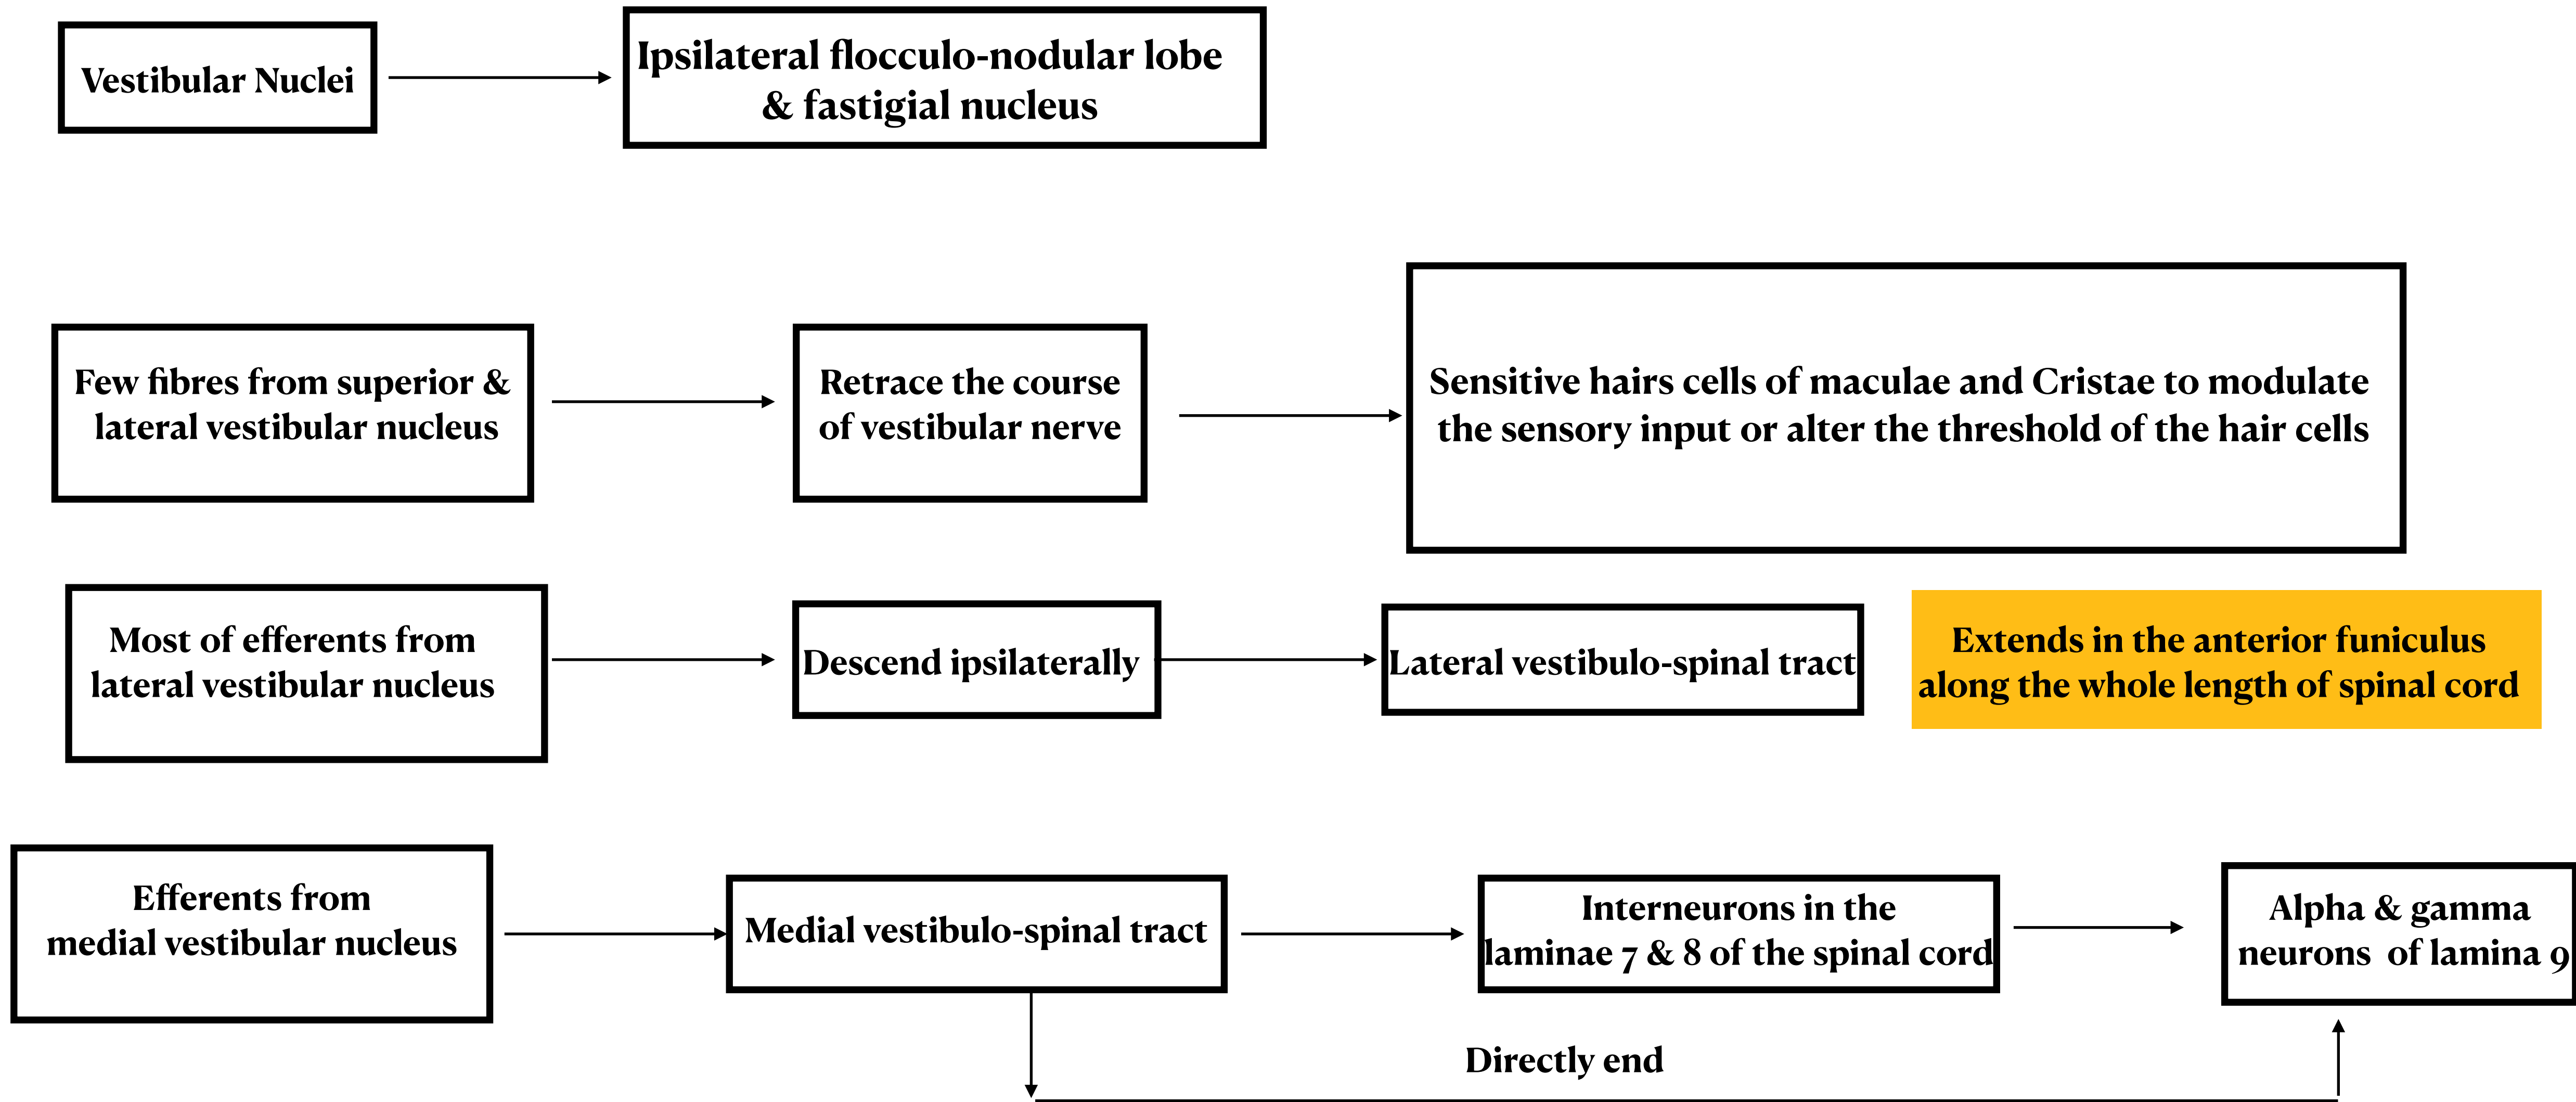 Vestibular Nuclei
Ipsilateral flocculo-nodular lobe
& fastigial nucleus
Few fibres from superior &
lateral vestibular nucleus
Retrace the course
of vestibular nerve
Sensitive hairs cells of maculae and Cristae to modulate
the sensory input or alter the threshold of the hair cells
Most of efferents from
lateral vestibular nucleus
Descend ipsilaterally
Lateral vestibulo-spinal tract
Extends in the anterior funiculus
along the whole length of spinal cord
Efferents from
medial vestibular nucleus
Medial vestibulo-spinal tract
Interneurons in the
laminae 7 & 8 of the spinal cord
Alpha & gamma
neurons of lamina 9
Directly end